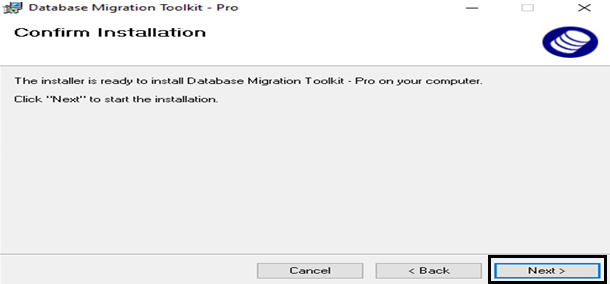 Database Migration Toolkit - Pro
Confirm Installation
The installer is ready to install Database Migration Toolkit - Pro on your computer.
Click "Next" to start the installation.
Cancel
< Back
Next >